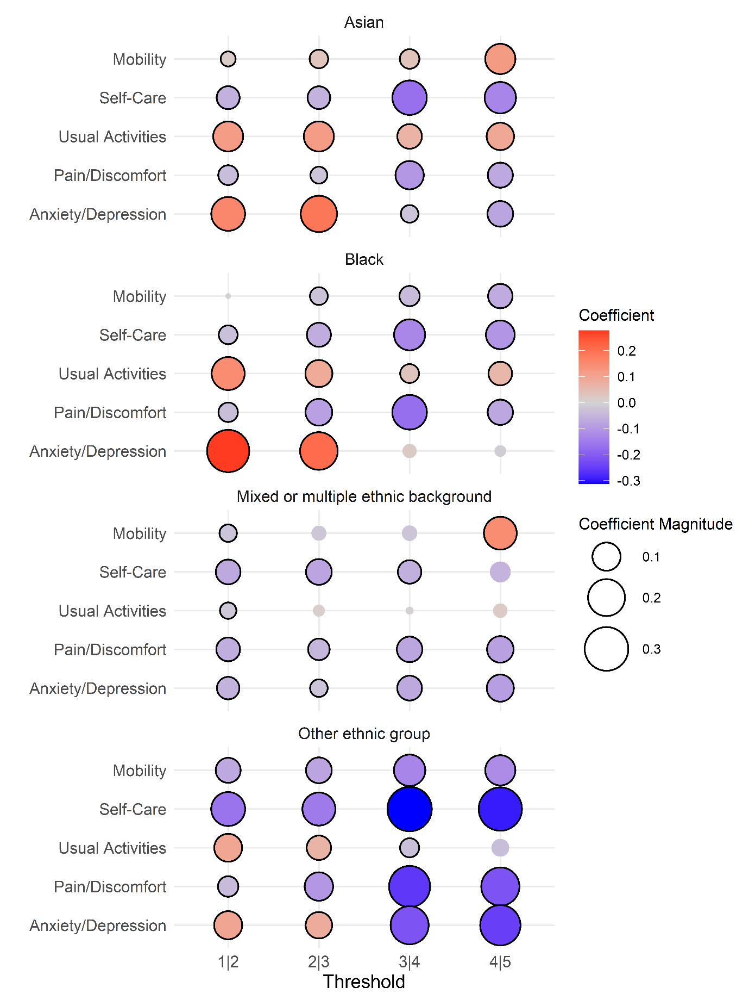 Asian
Mobility
Self-Care
Usual Activities
Pain/Discomfort
Anxiety/Depression
Black
Mobility
Self-Care
Usual Activities
Pain/Discomfort
Anxiety/Depression
Mixed or multiple ethnic background
Mobility
Self-Care
Usual Activities
Pain/Discomfort
Anxiety/Depression
Other ethnic group
Mobility
Self-Care
Usual Activities
Pain/Discomfort
Anxiety/Depression
1|2 2|3 3|4 4|5
Threshold
Coefficient
0.2
0.1
0.0
-0.1
-0.2
-0.3
Coefficient Magnitude
0.1
0.2
0.3